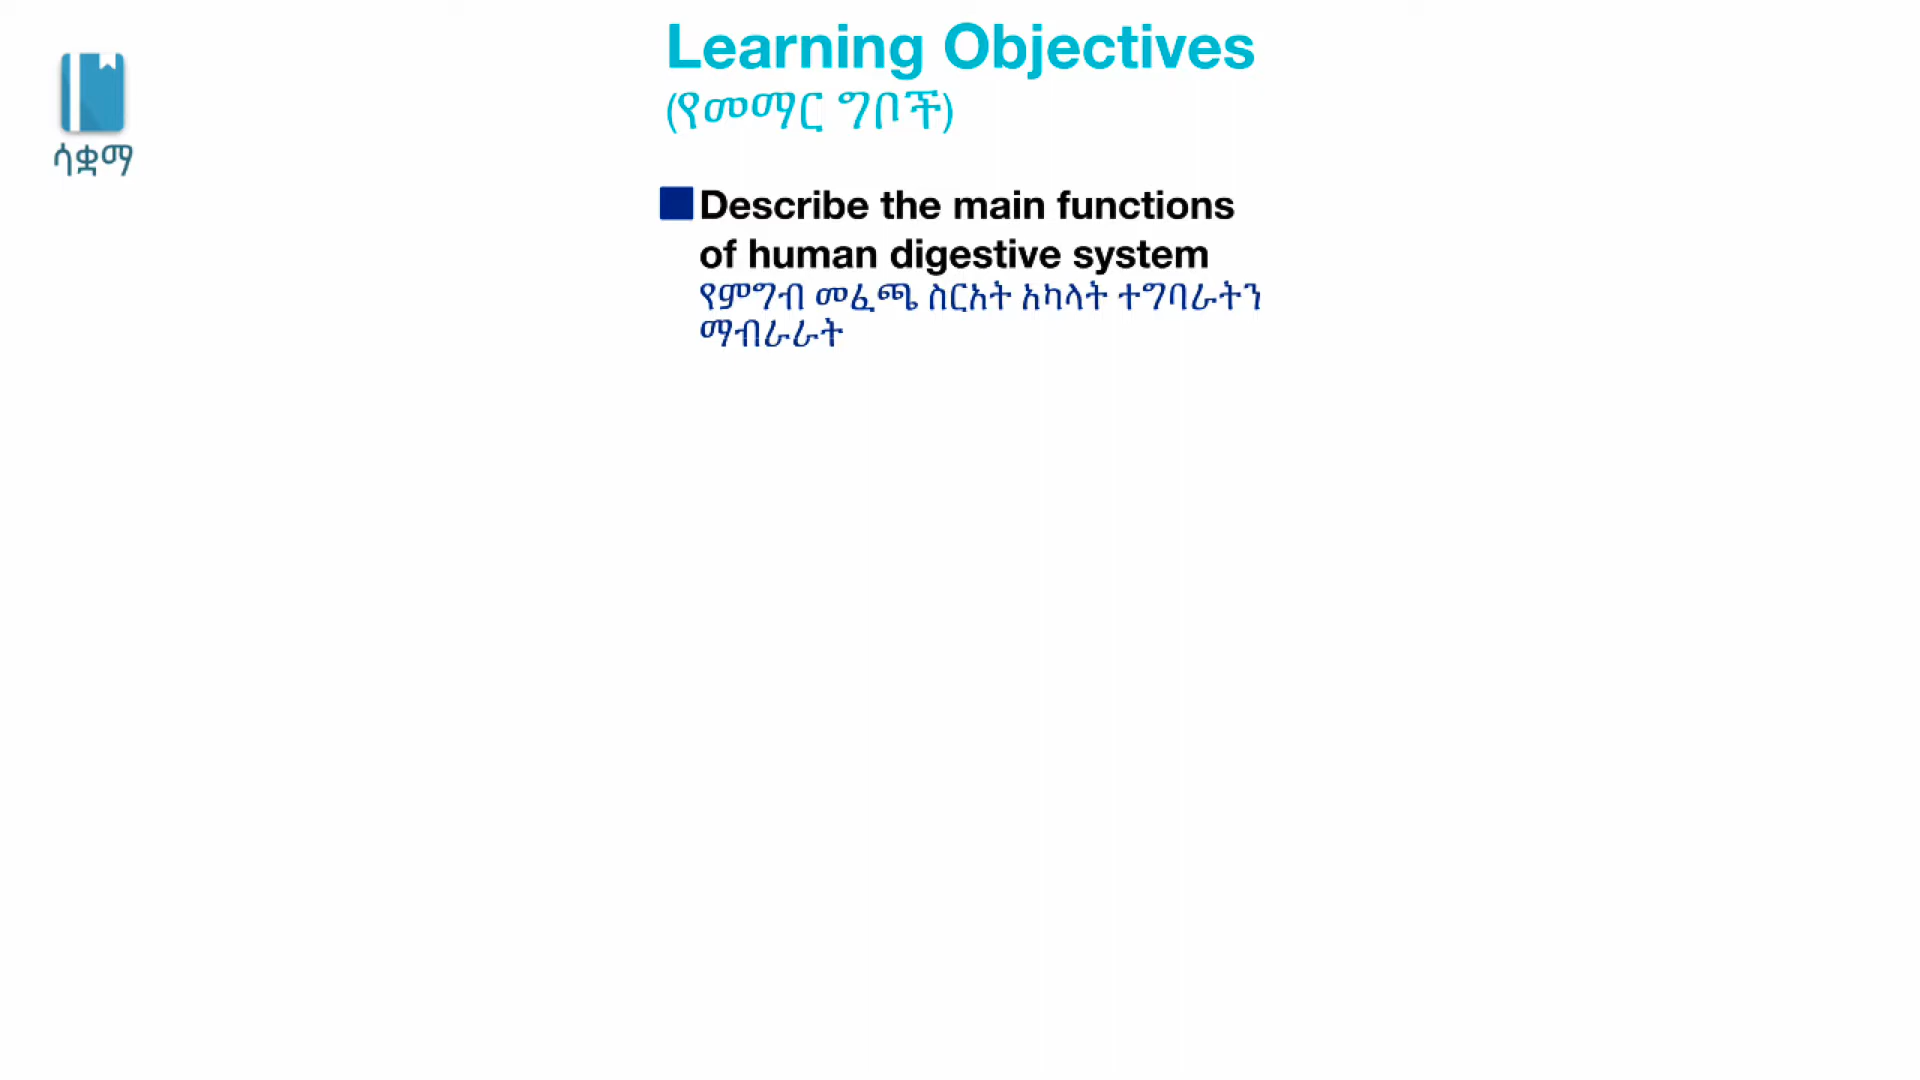 Learning Objectives
(የመማር ግቦች)
ሳቋማ
Describe the main functions
of human digestive system
የምግብ መፈጫ ስርአት አካላት ተግባራትን
ማብራራት